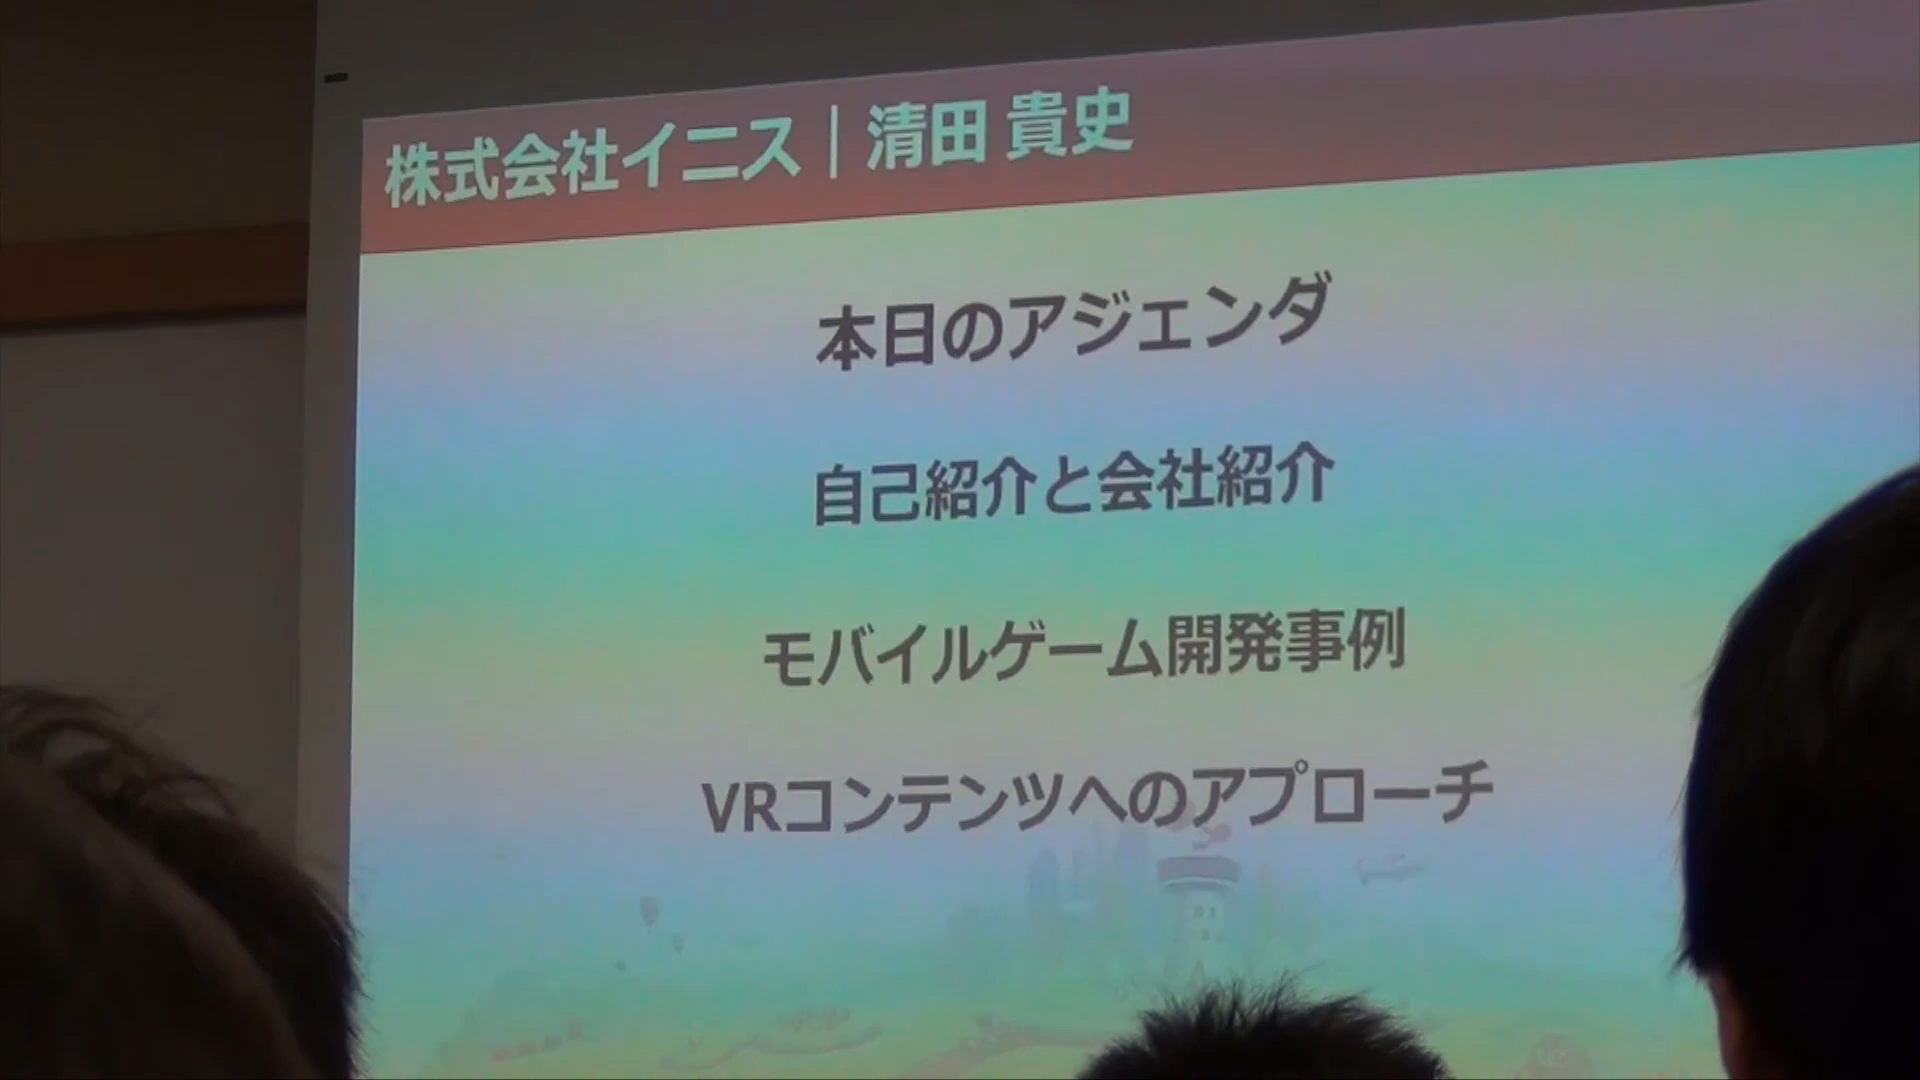 株式会社イニス｜清田 貴史
本日のアジェンダ
自己紹介と会社紹介
モバイルゲーム開発事例
VRコンテンツへのアプローチ